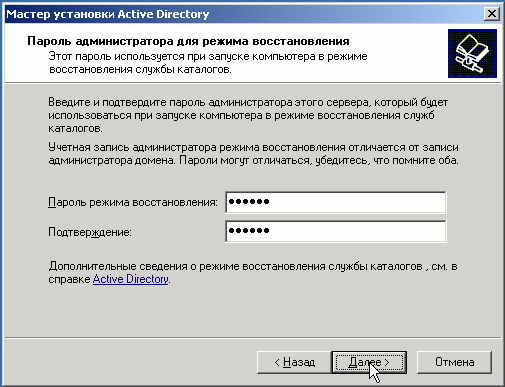 Мастер установки Active Directory
Пароль администратора для режима восстановления
Этот пароль используется при запуске компьютера в режиме
восстановления службы каталогов.
Введите и подтвердите пароль администратора этого сервера, который будет
использоваться при запуске компьютера в режиме восстановления служб
каталогов.
Учетная запись администратора режима восстановления отличается от записи
администратора домена. Пароли могут отличаться, убедитесь, что помните оба.
Пароль режима восстановления: ●●●●●●
Подтверждение: ●●●●●●
Дополнительные сведения о режиме восстановления службы каталогов , см. в
справке Active Directory.
< Назад
Далее >
Отмена